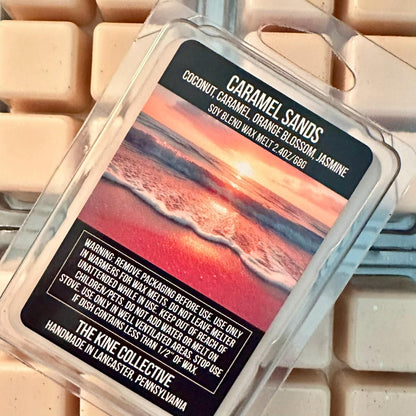 CARAMEL SANDS
COCONUT, CARAMEL, ORANGE BLOSSOM, JASMINE
SOY BLEND WAX MELT 2.4OZ/68G
WARNING: REMOVE PACKAGING BEFORE USE. USE ONLY
IN WARMERS FOR WAX MELTS. DO NOT LEAVE MELTER
UNATTENDED WHILE IN USE. KEEP OUT OF REACH OF
CHILDREN/PETS. DO NOT ADD WATER OR MELT ON
STOVE. USE ONLY IN WELL VENTILATED AREAS. STOP USE
IF DISH CONTAINS LESS THAN 1/2" OF WAX.
THE KINE COLLECTIVE
HANDMADE IN LANCASTER, PENNSYLVANIA